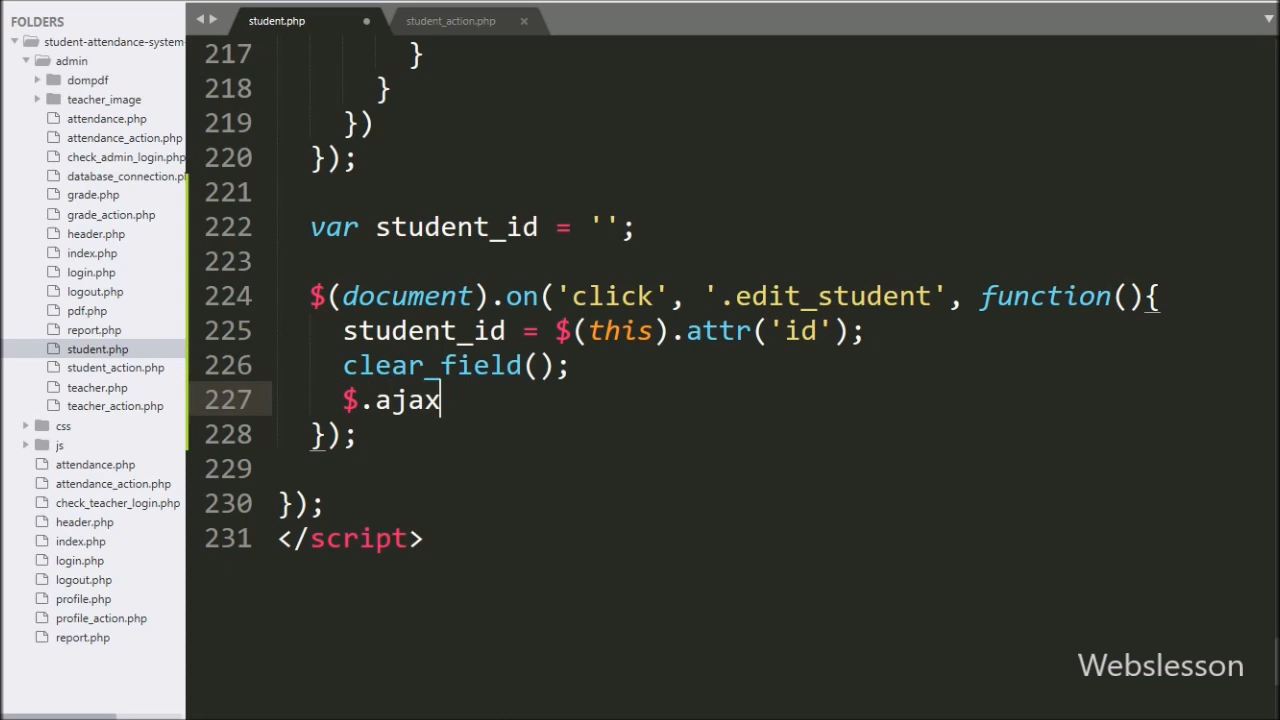 FOLDERS
student-attendance-system-
admin
dompdf
teacher_image
attendance.php
attendance_action.php
check_admin_login.php
database_connection.p
grade.php
grade_action.php
header.php
index.php
login.php
logout.php
pdf.php
report.php
student.php
student_action.php
teacher.php
teacher_action.php
css
js
attendance.php
attendance_action.php
check_teacher_login.php
header.php
index.php
login.php
logout.php
profile.php
profile_action.php
report.php
student.php
student_action.php
217 }
218 }
219 })
220 });
221
222 var student_id = '';
223
224 $(document).on('click', '.edit_student', function(){
225 student_id = $(this).attr('id');
226 clear_field();
227 $.ajax
228 });
229
230 });
231 </script>
Webslesson